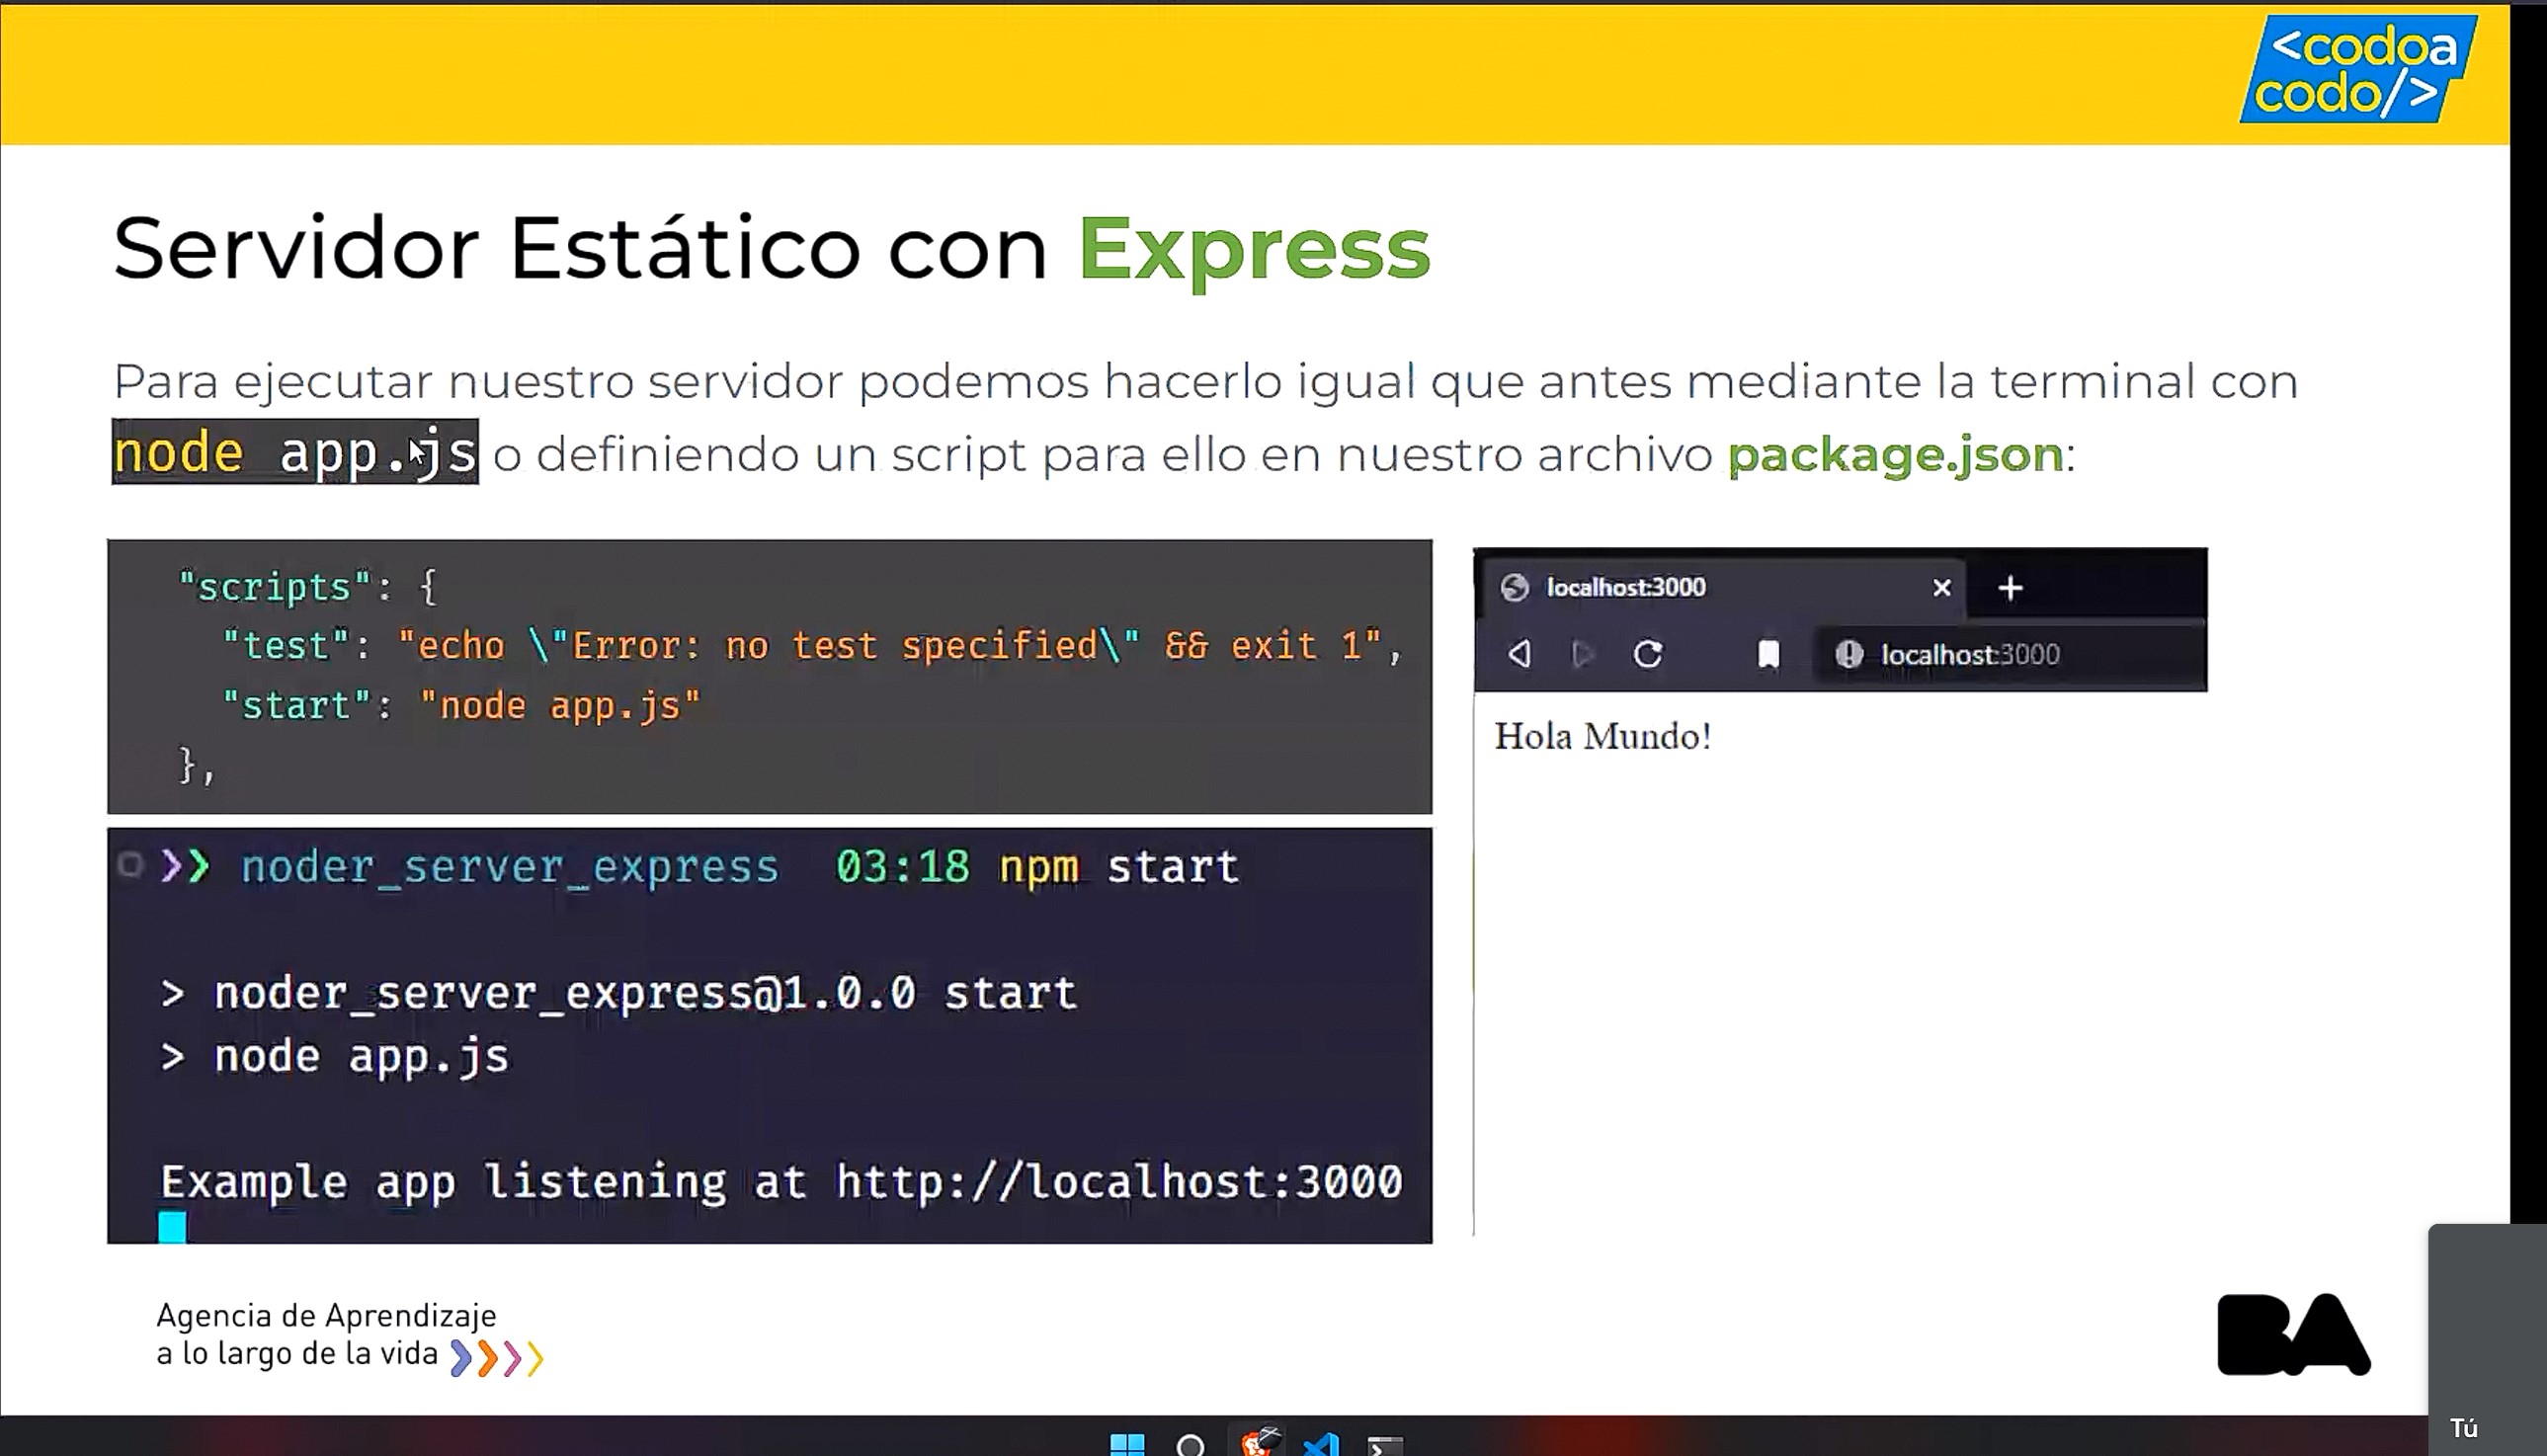 <codoa
codo/>
Servidor Estático con Express
Para ejecutar nuestro servidor podemos hacerlo igual que antes mediante la terminal con
node app.js o definiendo un script para ello en nuestro archivo package.json:
"scripts": {
"test": "echo \"Error: no test specified\" && exit 1",
"start": "node app.js"
},
noder_server_express 03:18 npm start
> noder_server_express@1.0.0 start
> node app.js
Example app listening at http://localhost:3000
localhost:3000
localhost:3000
Hola Mundo!
Agencia de Aprendizaje
a lo largo de la vida
BA
Tú